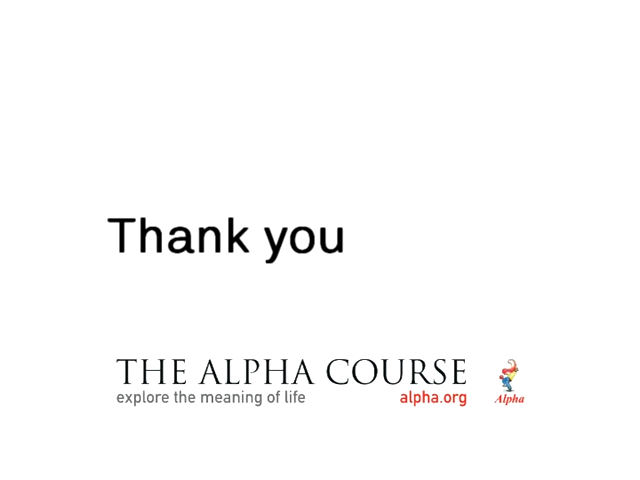 Thank you
THE ALPHA COURSE
explore the meaning of life alpha.org
Alpha